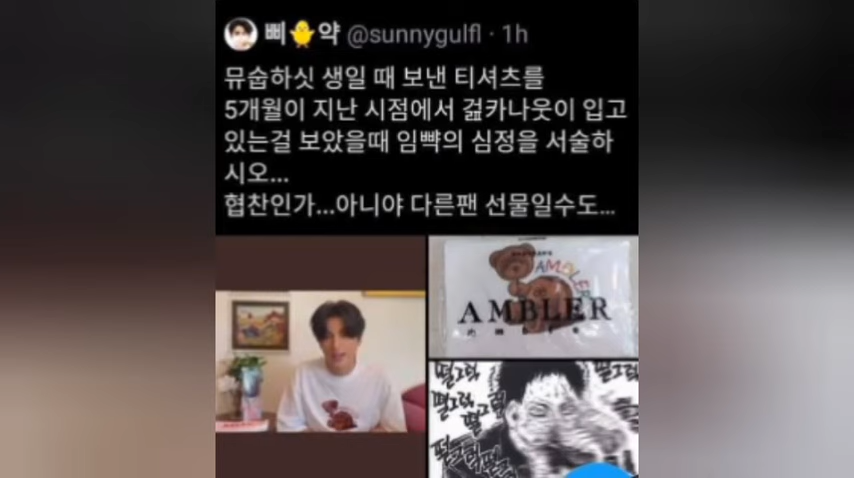 삐🐥약 @sunnygulfl · 1h
뮤숩하싯 생일 때 보낸 티셔츠를
5개월이 지난 시점에서 겂카나웃이 입고
있는걸 보았을때 임뺙의 심정을 서술하
시오...
협찬인가...아니야 다른팬 선물일수도...
AMBLER
AMBLER
떨그럭
떨그럭
떨그럭
떨그럭